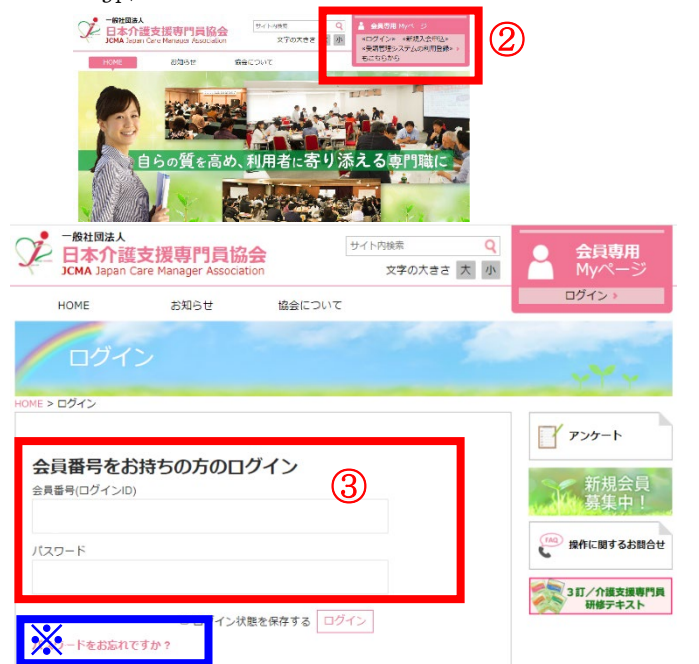 一般社団法人
日本介護支援専門員協会
JCMA Japan Care Manager Association
サイト内検索
文字の大きさ 大 小
会員専用 Myページ
«ログイン» «新規入会申込»
«受講管理システムの利用登録» ›
もこちらから
②
HOME お知らせ 協会について
自らの質を高め、利用者に寄り添える専門職に
一般社団法人
日本介護支援専門員協会
JCMA Japan Care Manager Association
サイト内検索
文字の大きさ 大 小
会員専用
Myページ
ログイン ›
HOME お知らせ 協会について
ログイン
HOME > ログイン
会員番号をお持ちの方のログイン
③
会員番号(ログインID)
パスワード
イン状態を保存する ログイン
※
ードをお忘れですか？
アンケート
新規会員
募集中！
FAQ 操作に関するお問合せ
3訂／介護支援専門員
研修テキスト